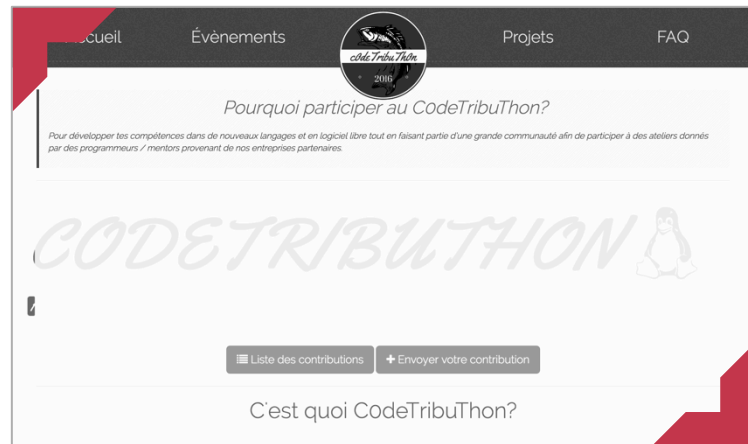 Accueil Évènements Projets FAQ
c0deTribuTh0n
2016
Pourquoi participer au C0deTribuThon?
Pour développer tes compétences dans de nouveaux langages et en logiciel libre tout en faisant partie d'une grande communauté afin de participer à des ateliers donnés
par des programmeurs / mentors provenant de nos entreprises partenaires.
CODETRIBUTHON
Liste des contributions Envoyer votre contribution
C'est quoi C0deTribuThon?